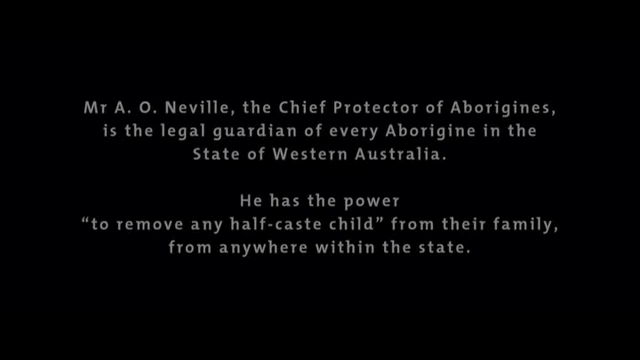 Mr A. O. Neville, the Chief Protector of Aborigines,
is the legal guardian of every Aborigine in the
State of Western Australia.
He has the power
“to remove any half-caste child” from their family,
from anywhere within the state.